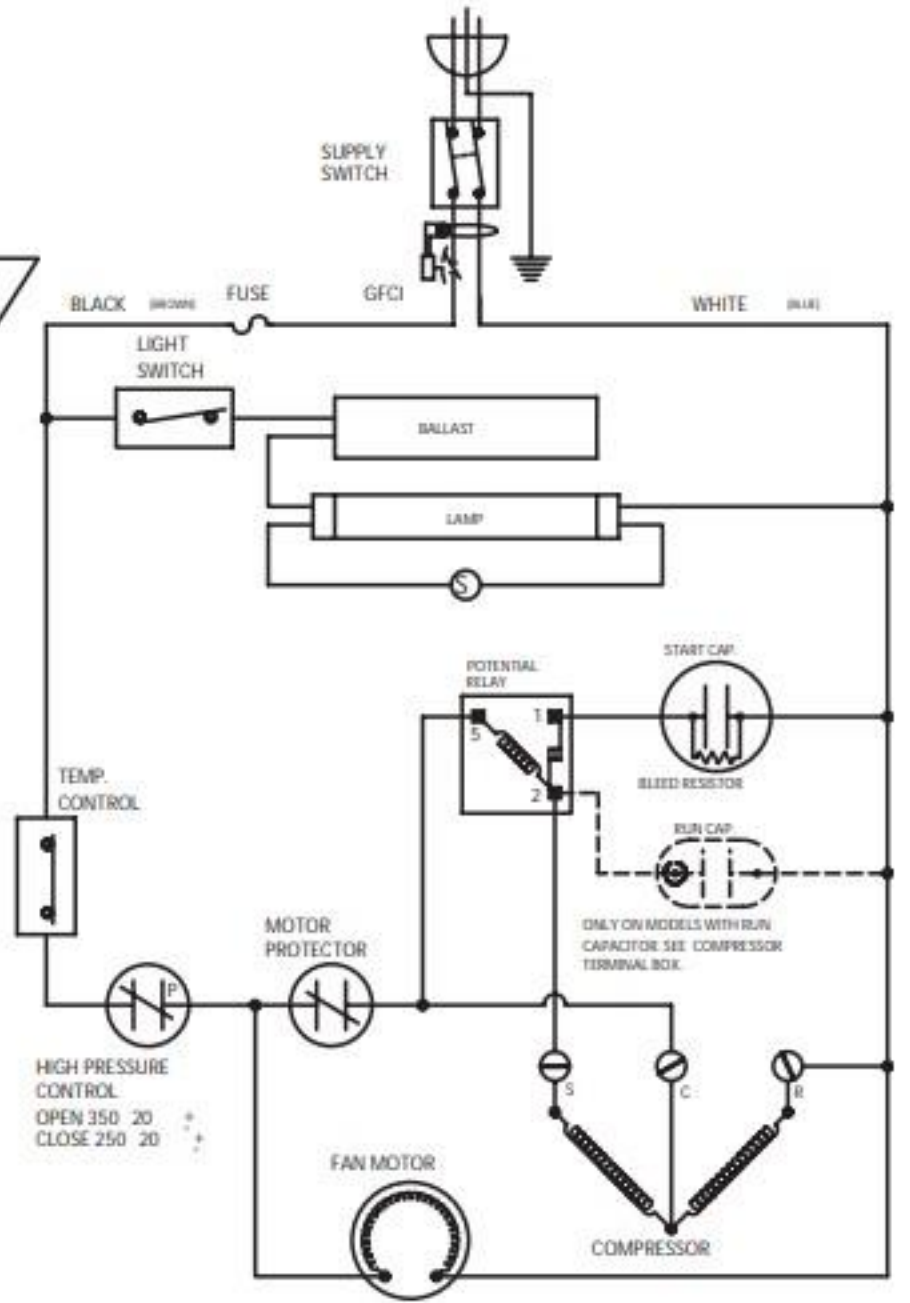 SUPPLY
SWITCH
BLACK [BROWN]
FUSE
GFCI
WHITE [BLUE]
LIGHT
SWITCH
BALLAST
LAMP
S
POTENTIAL
RELAY
5
1
2
START CAP.
BLEED RESISTOR
RUN CAP.
ONLY ON MODELS WITH RUN
CAPACITOR. SEE COMPRESSOR
TERMINAL BOX.
TEMP.
CONTROL
MOTOR
PROTECTOR
P
HIGH PRESSURE
CONTROL
OPEN 350 20 +
CLOSE 250 20 +
S
C
R
FAN MOTOR
COMPRESSOR